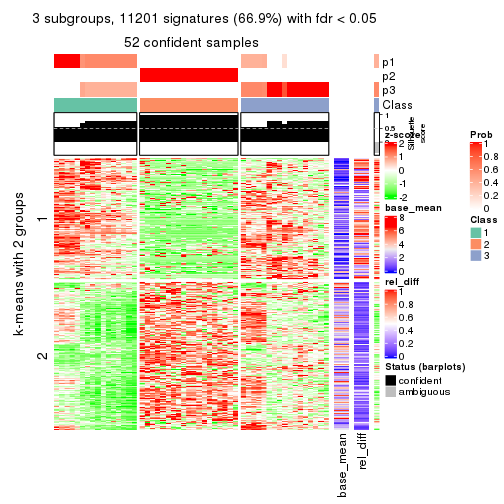 3 subgroups, 11201 signatures (66.9%) with fdr < 0.05
52 confident samples
p1
p2
p3
Class
1
0.5
0
Silhouette
score
k-means with 2 groups
1
2
base_mean
rel_diff
z-score
2
1
0
-1
-2
base_mean
8
6
4
2
0
rel_diff
1
0.8
0.6
0.4
0.2
0
Status (barplots)
confident
ambiguous
Prob
1
0.8
0.6
0.4
0.2
0
Class
1
2
3